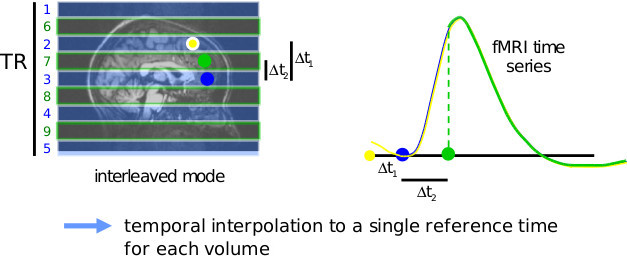 TR
1
6
2
7
3
8
4
9
5
Δt₂
Δt₁
interleaved mode
fMRI time
series
Δt₁
Δt₂
temporal interpolation to a single reference time
for each volume